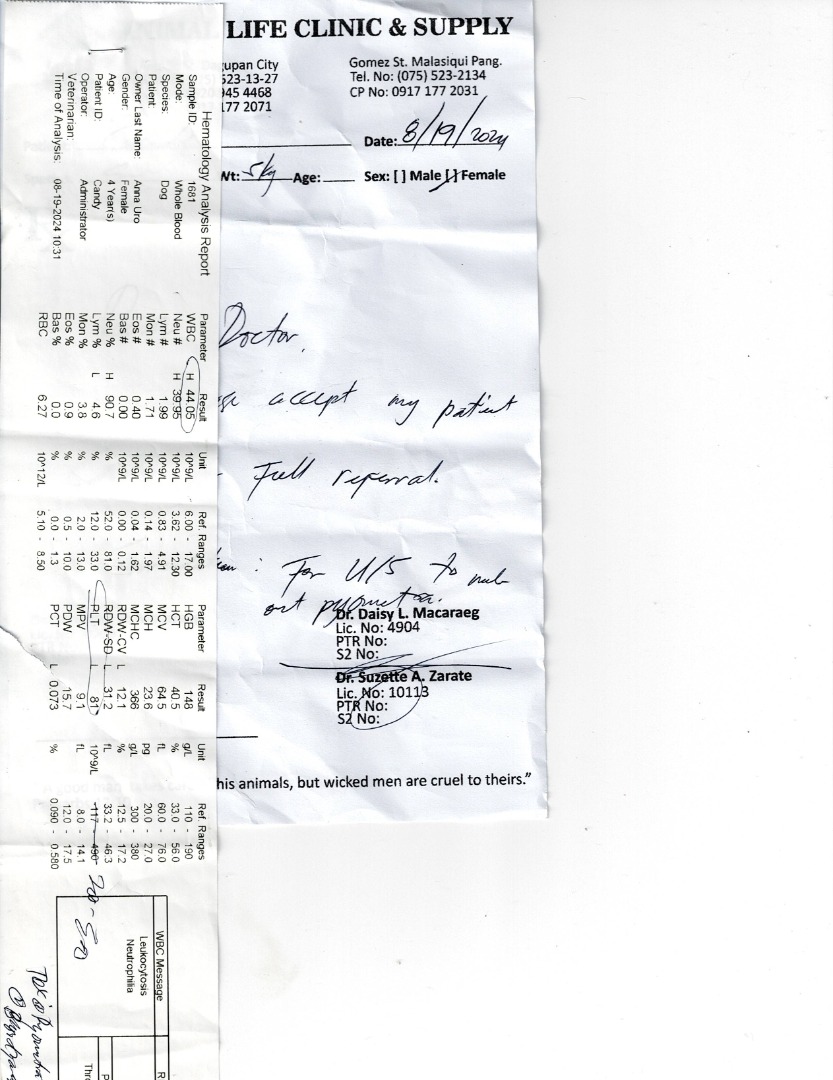 LIFE CLINIC & SUPPLY
upan City
523-13-27
945 4468
177 2071
Gomez St. Malasiqui Pang.
Tel. No: (075) 523-2134
CP No: 0917 177 2031
Date: 8/19/2024
Wt: 5kg Age: Sex: [ ] Male [/] Female
Doctor,
accept my patient
Full referral.
: For U/S to rule
out pyometra.
Dr. Daisy L. Macaraeg
Lic. No: 4904
PTR No:
S2 No:
Dr. Suzette A. Zarate
Lic. No: 10113
PTR No:
S2 No:
his animals, but wicked men are cruel to theirs.”
Hematology Analysis Report
Sample ID: 1681
Mode: Whole Blood
Species: Dog
Patient:
Owner Last Name: Anna Uro
Gender: Female
Age: 4 Year(s)
Patient ID: Candy
Operator: Administrator
Veterinarian:
Time of Analysis: 08-19-2024 10:31
Parameter Result Unit Ref. Ranges Parameter Result Unit Ref. Ranges
WBC H 44.05 10^9/L 6.00 - 17.00 HGB 148 g/L 110 - 190
Neu # H 39.95 10^9/L 3.62 - 12.30 HCT 40.5 % 33.0 - 56.0
Lym # 1.99 10^9/L 0.83 - 4.91 MCV 64.5 fL 60.0 - 76.0
Mon # 1.71 10^9/L 0.14 - 1.97 MCH 23.6 pg 20.0 - 27.0
Eos # 0.40 10^9/L 0.04 - 1.62 MCHC 366 g/L 300 - 380
Bas # 0.00 10^9/L 0.00 - 0.12 RDW-CV L 12.1 % 12.5 - 17.2
Neu % H 90.7 % 52.0 - 81.0 RDW-SD L 31.2 fL 33.2 - 46.3
Lym % L 4.6 % 12.0 - 33.0 PLT L 81 10^9/L 117 - 490
Mon % 3.8 % 2.0 - 13.0 MPV 9.1 fL 8.0 - 14.1
Eos % 0.9 % 0.5 - 10.0 PDW 15.7 12.0 - 17.5
Bas % 0.0 % 0.0 - 1.3 PCT L 0.073 % 0.090 - 0.580
RBC 6.27 10^12/L 5.10 - 8.50
WBC Message
Leukocytosis
Neutrophilia